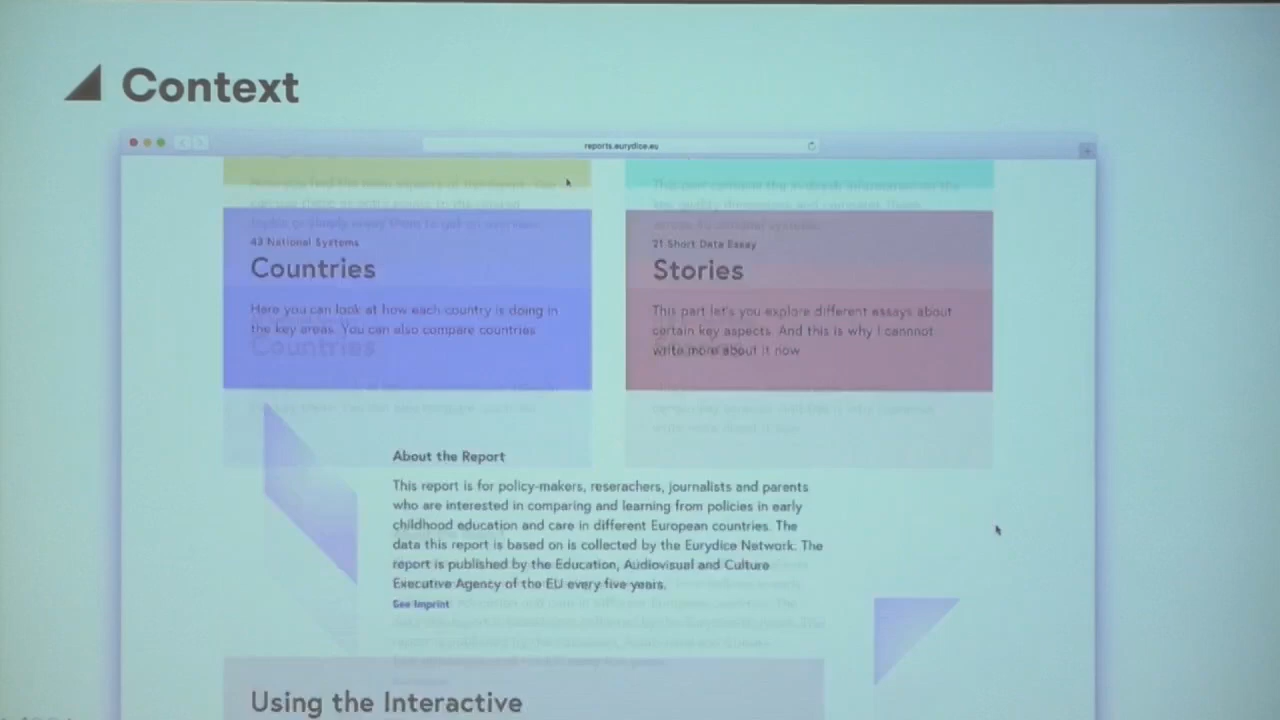 Context
reports.eurydice.eu
43 National Systems
Countries
Here you can look at how each country is doing in
the key areas. You can also compare countries
Countries
21 Short Data Essay
Stories
This part let's you explore different essays about
certain key aspects. And this is why I cannnot
write more about it now
About the Report
This report is for policy-makers, reserachers, journalists and parents
who are interested in comparing and learning from policies in early
childhood education and care in different European countries. The
data this report is based on is collected by the Eurydice Network. The
report is published by the Education, Audiovisual and Culture
Executive Agency of the EU every five years.
See Imprint
Using the Interactive